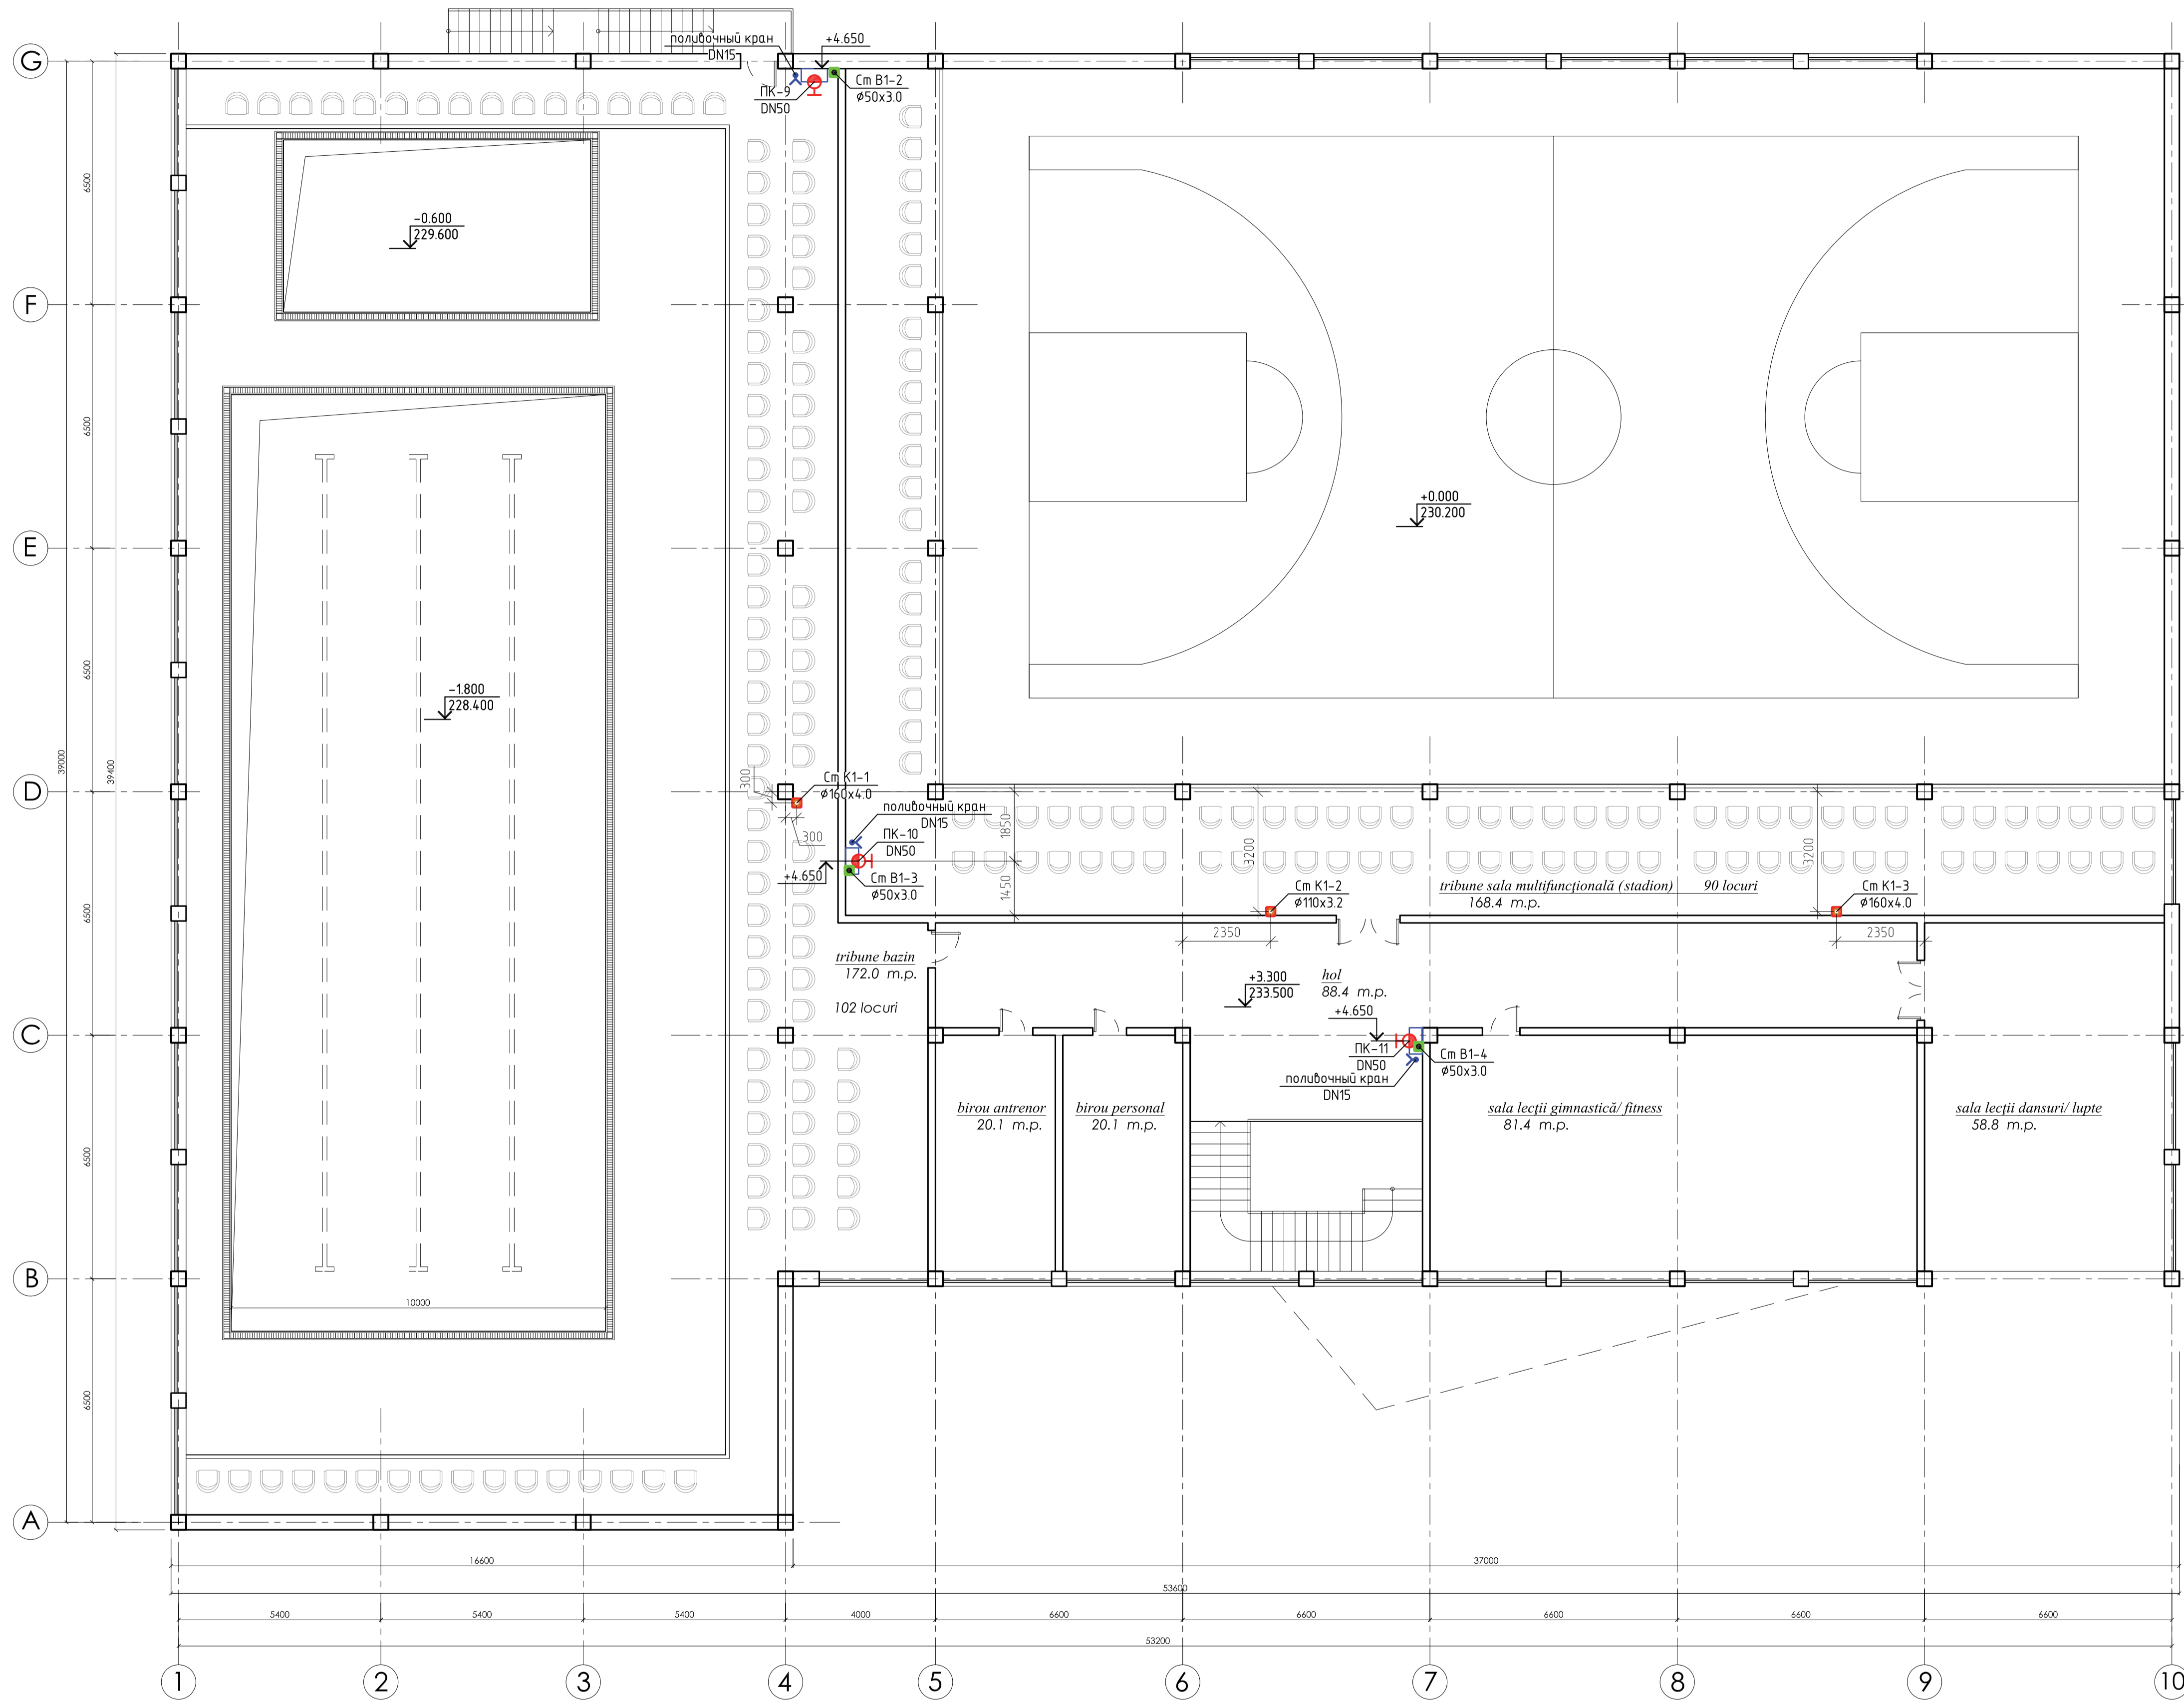 поливочный кран
DN15
+4.650
Ст В1-2
ø50x3.0
ПК-9
DN50
G
6500
-0.600
229.600
F
6500
+0.000
230.200
E
6500
-1.800
228.400
39000
39400
D
300
Ст К1-1
ø160x4.0
300
поливочный кран
DN15
ПК-10
DN50
+4.650
Ст В1-3
ø50x3.0
1850
1450
3200
3200
Ст К1-2
ø110x3.2
2350
tribune sala multifuncţională (stadion) 90 locuri
168.4 m.p.
Ст К1-3
ø160x4.0
2350
6500
tribune bazin
172.0 m.p.
102 locuri
+3.300
233.500
hol
88.4 m.p.
+4.650
C
ПК-11
DN50
Ст В1-4
ø50x3.0
поливочный кран
DN15
birou antrenor
20.1 m.p.
birou personal
20.1 m.p.
sala lecţii gimnastică/ fitness
81.4 m.p.
sala lecţii dansuri/ lupte
58.8 m.p.
6500
B
10000
6500
A
16600
37000
53600
5400
5400
5400
4000
6600
6600
6600
6600
6600
53200
1
2
3
4
5
6
7
8
9
10